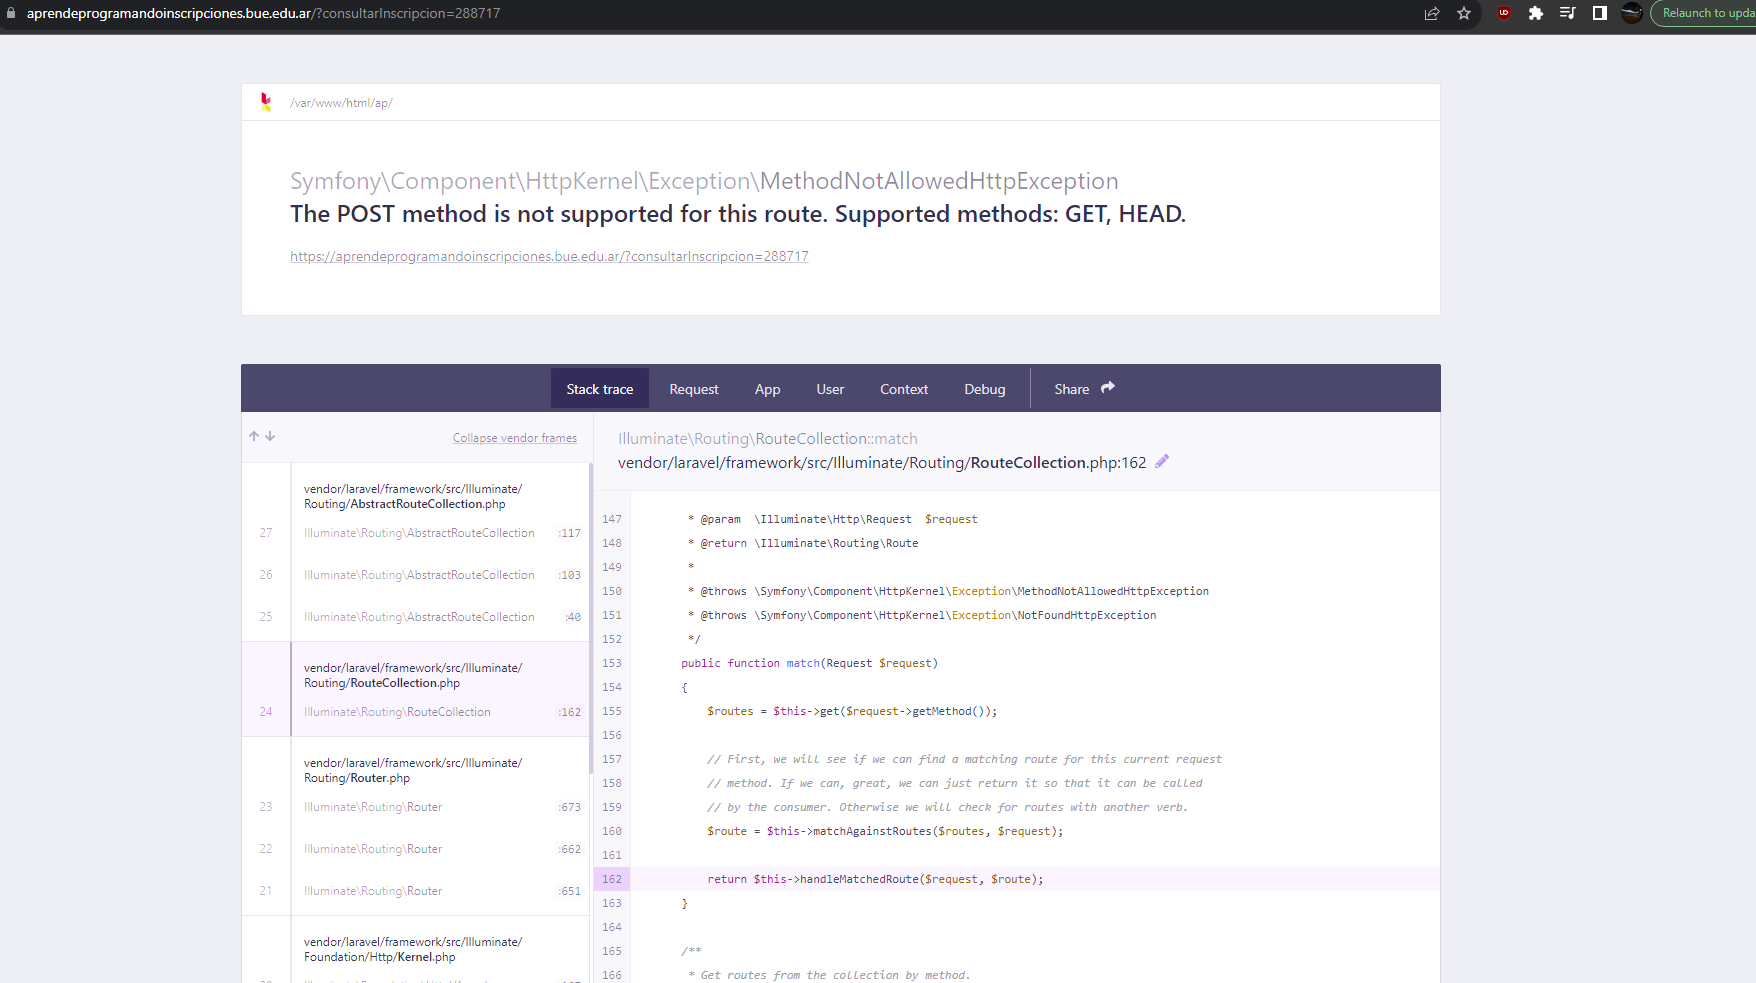 aprendeprogramandoinscripciones.bue.edu.ar/?consultarInscripcion=288717
Relaunch to upda
/var/www/html/ap/
Symfony\Component\HttpKernel\Exception\MethodNotAllowedHttpException
The POST method is not supported for this route. Supported methods: GET, HEAD.
https://aprendeprogramandoinscripciones.bue.edu.ar/?consultarInscripcion=288717
Stack trace Request App User Context Debug Share
Collapse vendor frames
vendor/laravel/framework/src/Illuminate/
Routing/AbstractRouteCollection.php
27 Illuminate\Routing\AbstractRouteCollection :117
26 Illuminate\Routing\AbstractRouteCollection :103
25 Illuminate\Routing\AbstractRouteCollection :40
vendor/laravel/framework/src/Illuminate/
Routing/RouteCollection.php
24 Illuminate\Routing\RouteCollection :162
vendor/laravel/framework/src/Illuminate/
Routing/Router.php
23 Illuminate\Routing\Router :673
22 Illuminate\Routing\Router :662
21 Illuminate\Routing\Router :651
vendor/laravel/framework/src/Illuminate/
Foundation/Http/Kernel.php
Illuminate\Routing\RouteCollection::match
vendor/laravel/framework/src/Illuminate/Routing/RouteCollection.php:162
147 * @param \Illuminate\Http\Request $request
148 * @return \Illuminate\Routing\Route
149 *
150 * @throws \Symfony\Component\HttpKernel\Exception\MethodNotAllowedHttpException
151 * @throws \Symfony\Component\HttpKernel\Exception\NotFoundHttpException
152 */
153 public function match(Request $request)
154 {
155 $routes = $this->get($request->getMethod());
156
157 // First, we will see if we can find a matching route for this current request
158 // method. If we can, great, we can just return it so that it can be called
159 // by the consumer. Otherwise we will check for routes with another verb.
160 $route = $this->matchAgainstRoutes($routes, $request);
161
162 return $this->handleMatchedRoute($request, $route);
163 }
164
165 /**
166 * Get routes from the collection by method.